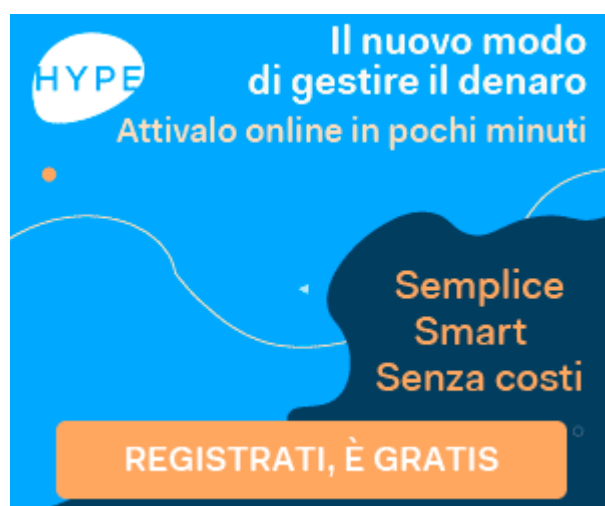 HYPE
Il nuovo modo
di gestire il denaro
Attivalo online in pochi minuti
Semplice
Smart
Senza costi
REGISTRATI, È GRATIS